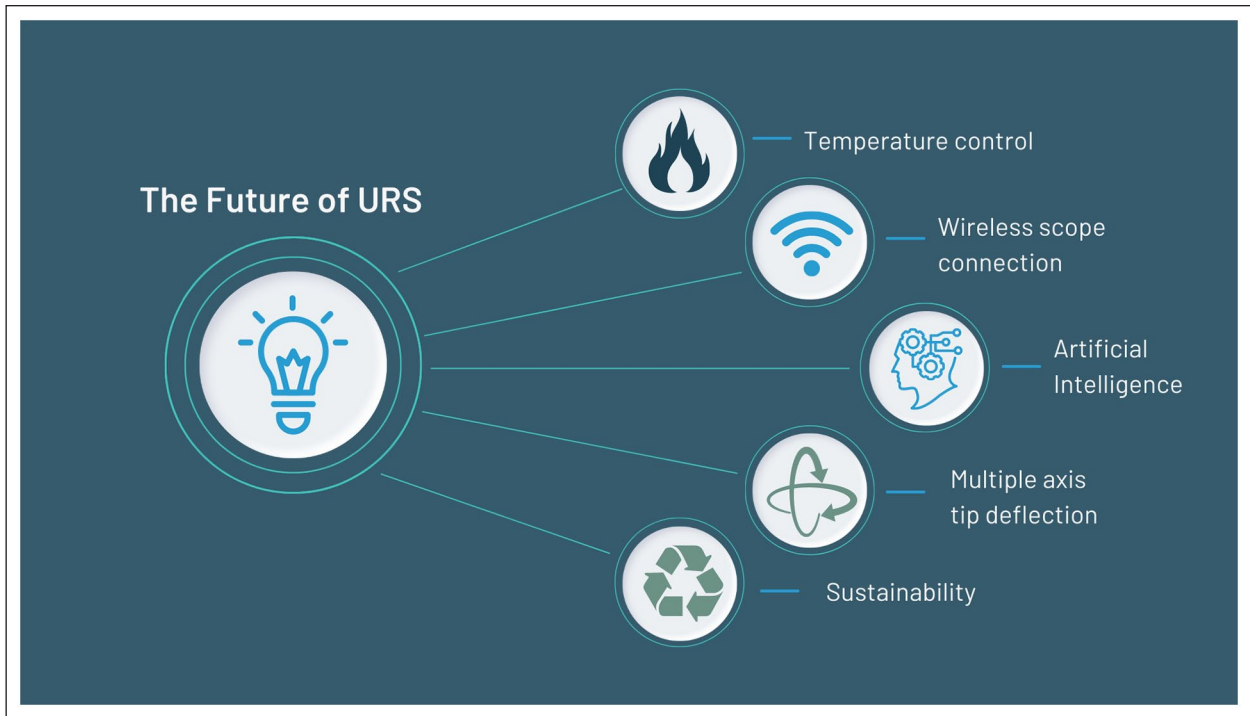 The Future of URS
Temperature control
Wireless scope
connection
Artificial
Intelligence
Multiple axis
tip deflection
Sustainability